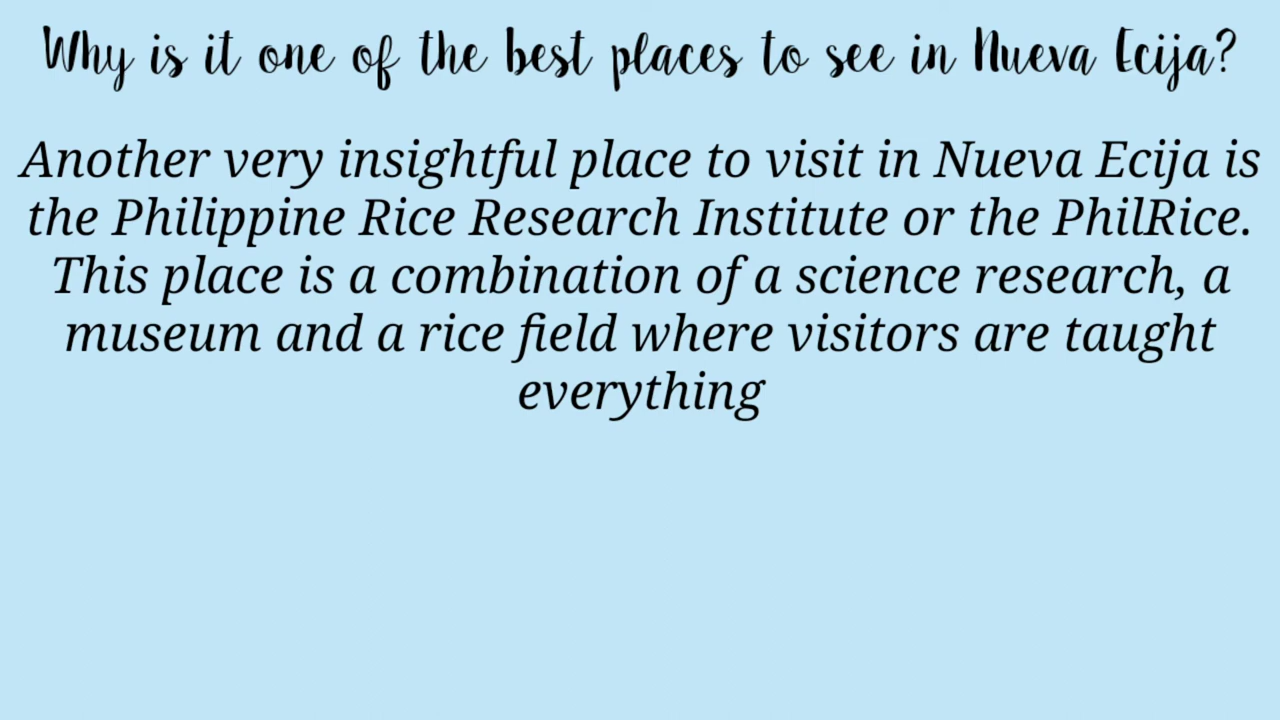 Why is it one of the best places to see in Nueva Ecija?
Another very insightful place to visit in Nueva Ecija is
the Philippine Rice Research Institute or the PhilRice.
This place is a combination of a science research, a
museum and a rice field where visitors are taught
everything